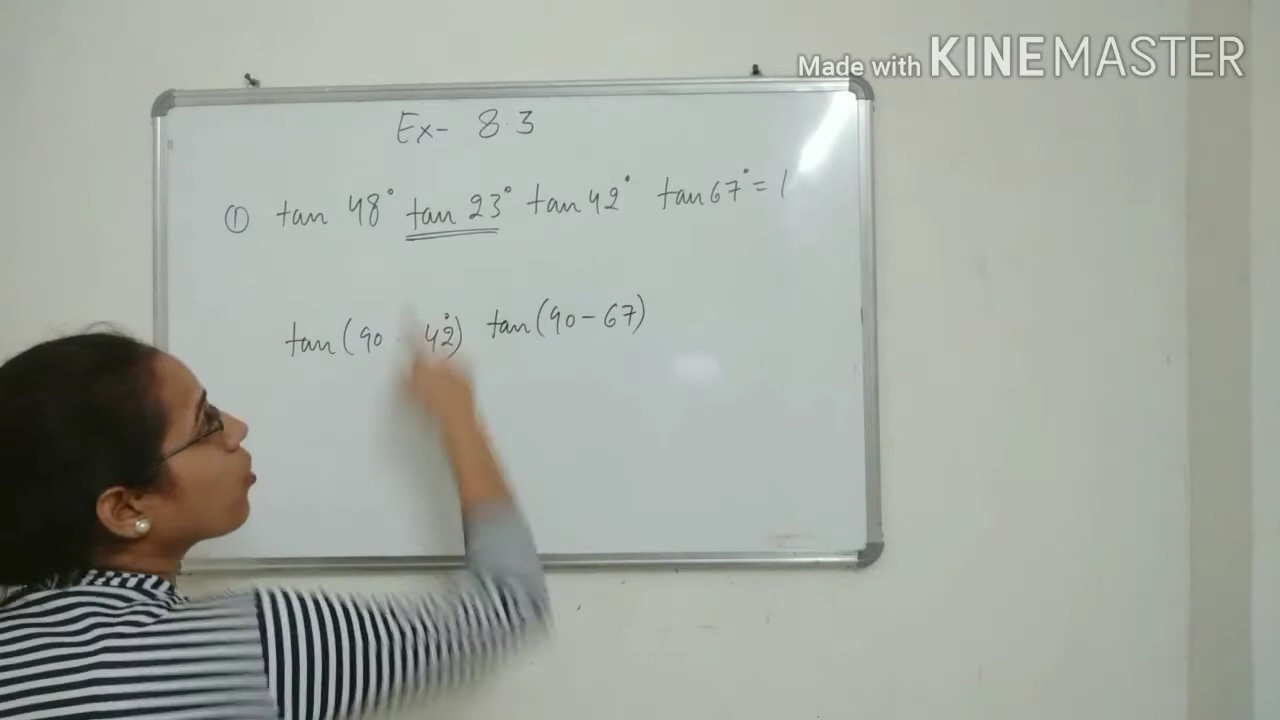 Made with KINEMASTER
Ex- 8.3
① tan 48° tan 23° tan 42° tan 67° = 1
tan (90 - 42°) tan (90 - 67)